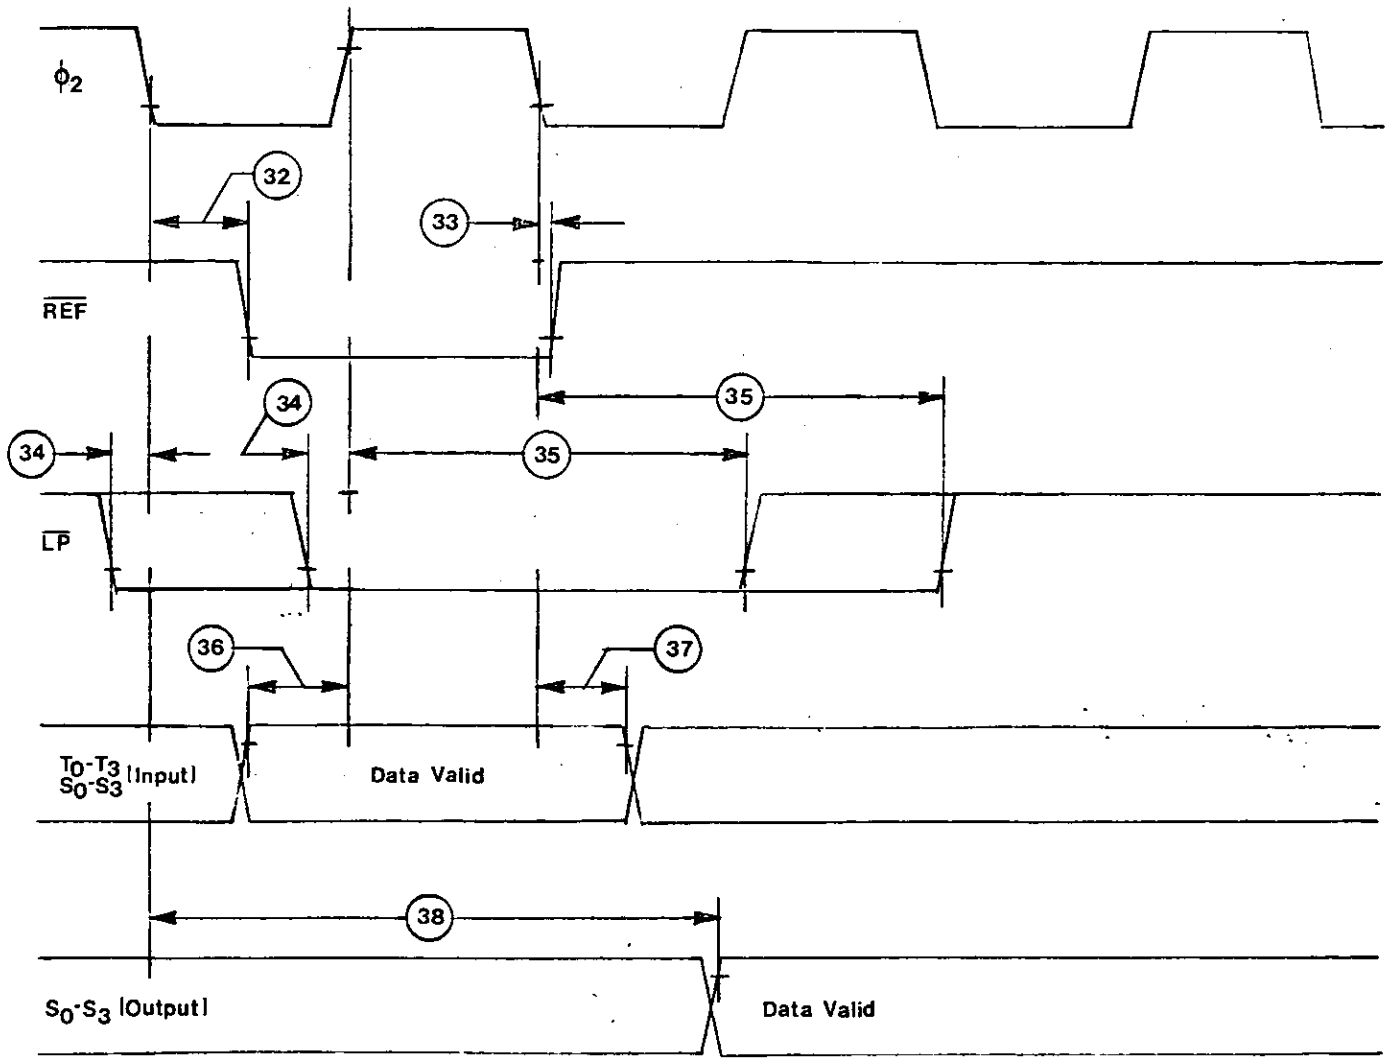 ϕ2
32
33
REF
34
35
34
35
LP
36
37
T0-T3
S0-S3 [Input]
Data Valid
38
S0-S3 [Output]
Data Valid